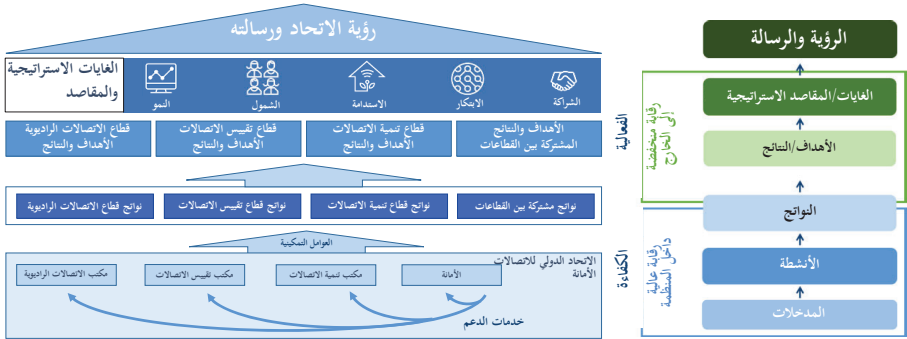 رؤية الاتحاد ورسالته
الغايات الاستراتيجية
والمقاصد
النمو
الشمول
الاستدامة
الابتكار
الشراكة
قطاع الاتصالات الراديوية
الأهداف والنتائج
قطاع تقييس الاتصالات
الأهداف والنتائج
قطاع تنمية الاتصالات
الأهداف والنتائج
الأهداف والنتائج
المشتركة بين القطاعات
نواتج قطاع الاتصالات الراديوية
نواتج قطاع تقييس الاتصالات
نواتج قطاع تنمية الاتصالات
نواتج مشتركة بين القطاعات
العوامل التمكينية
الاتحاد الدولي للاتصالات
الأمانة
مكتب الاتصالات الراديوية
مكتب تقييس الاتصالات
مكتب تنمية الاتصالات
الأمانة
خدمات الدعم
الفعالية
الكفاءة
الرؤية والرسالة
رقابة منخفضة
إلى الخارج
الغايات/المقاصد الاستراتيجية
الأهداف/النتائج
رقابة عالية
داخل المنظمة
النواتج
الأنشطة
المدخلات